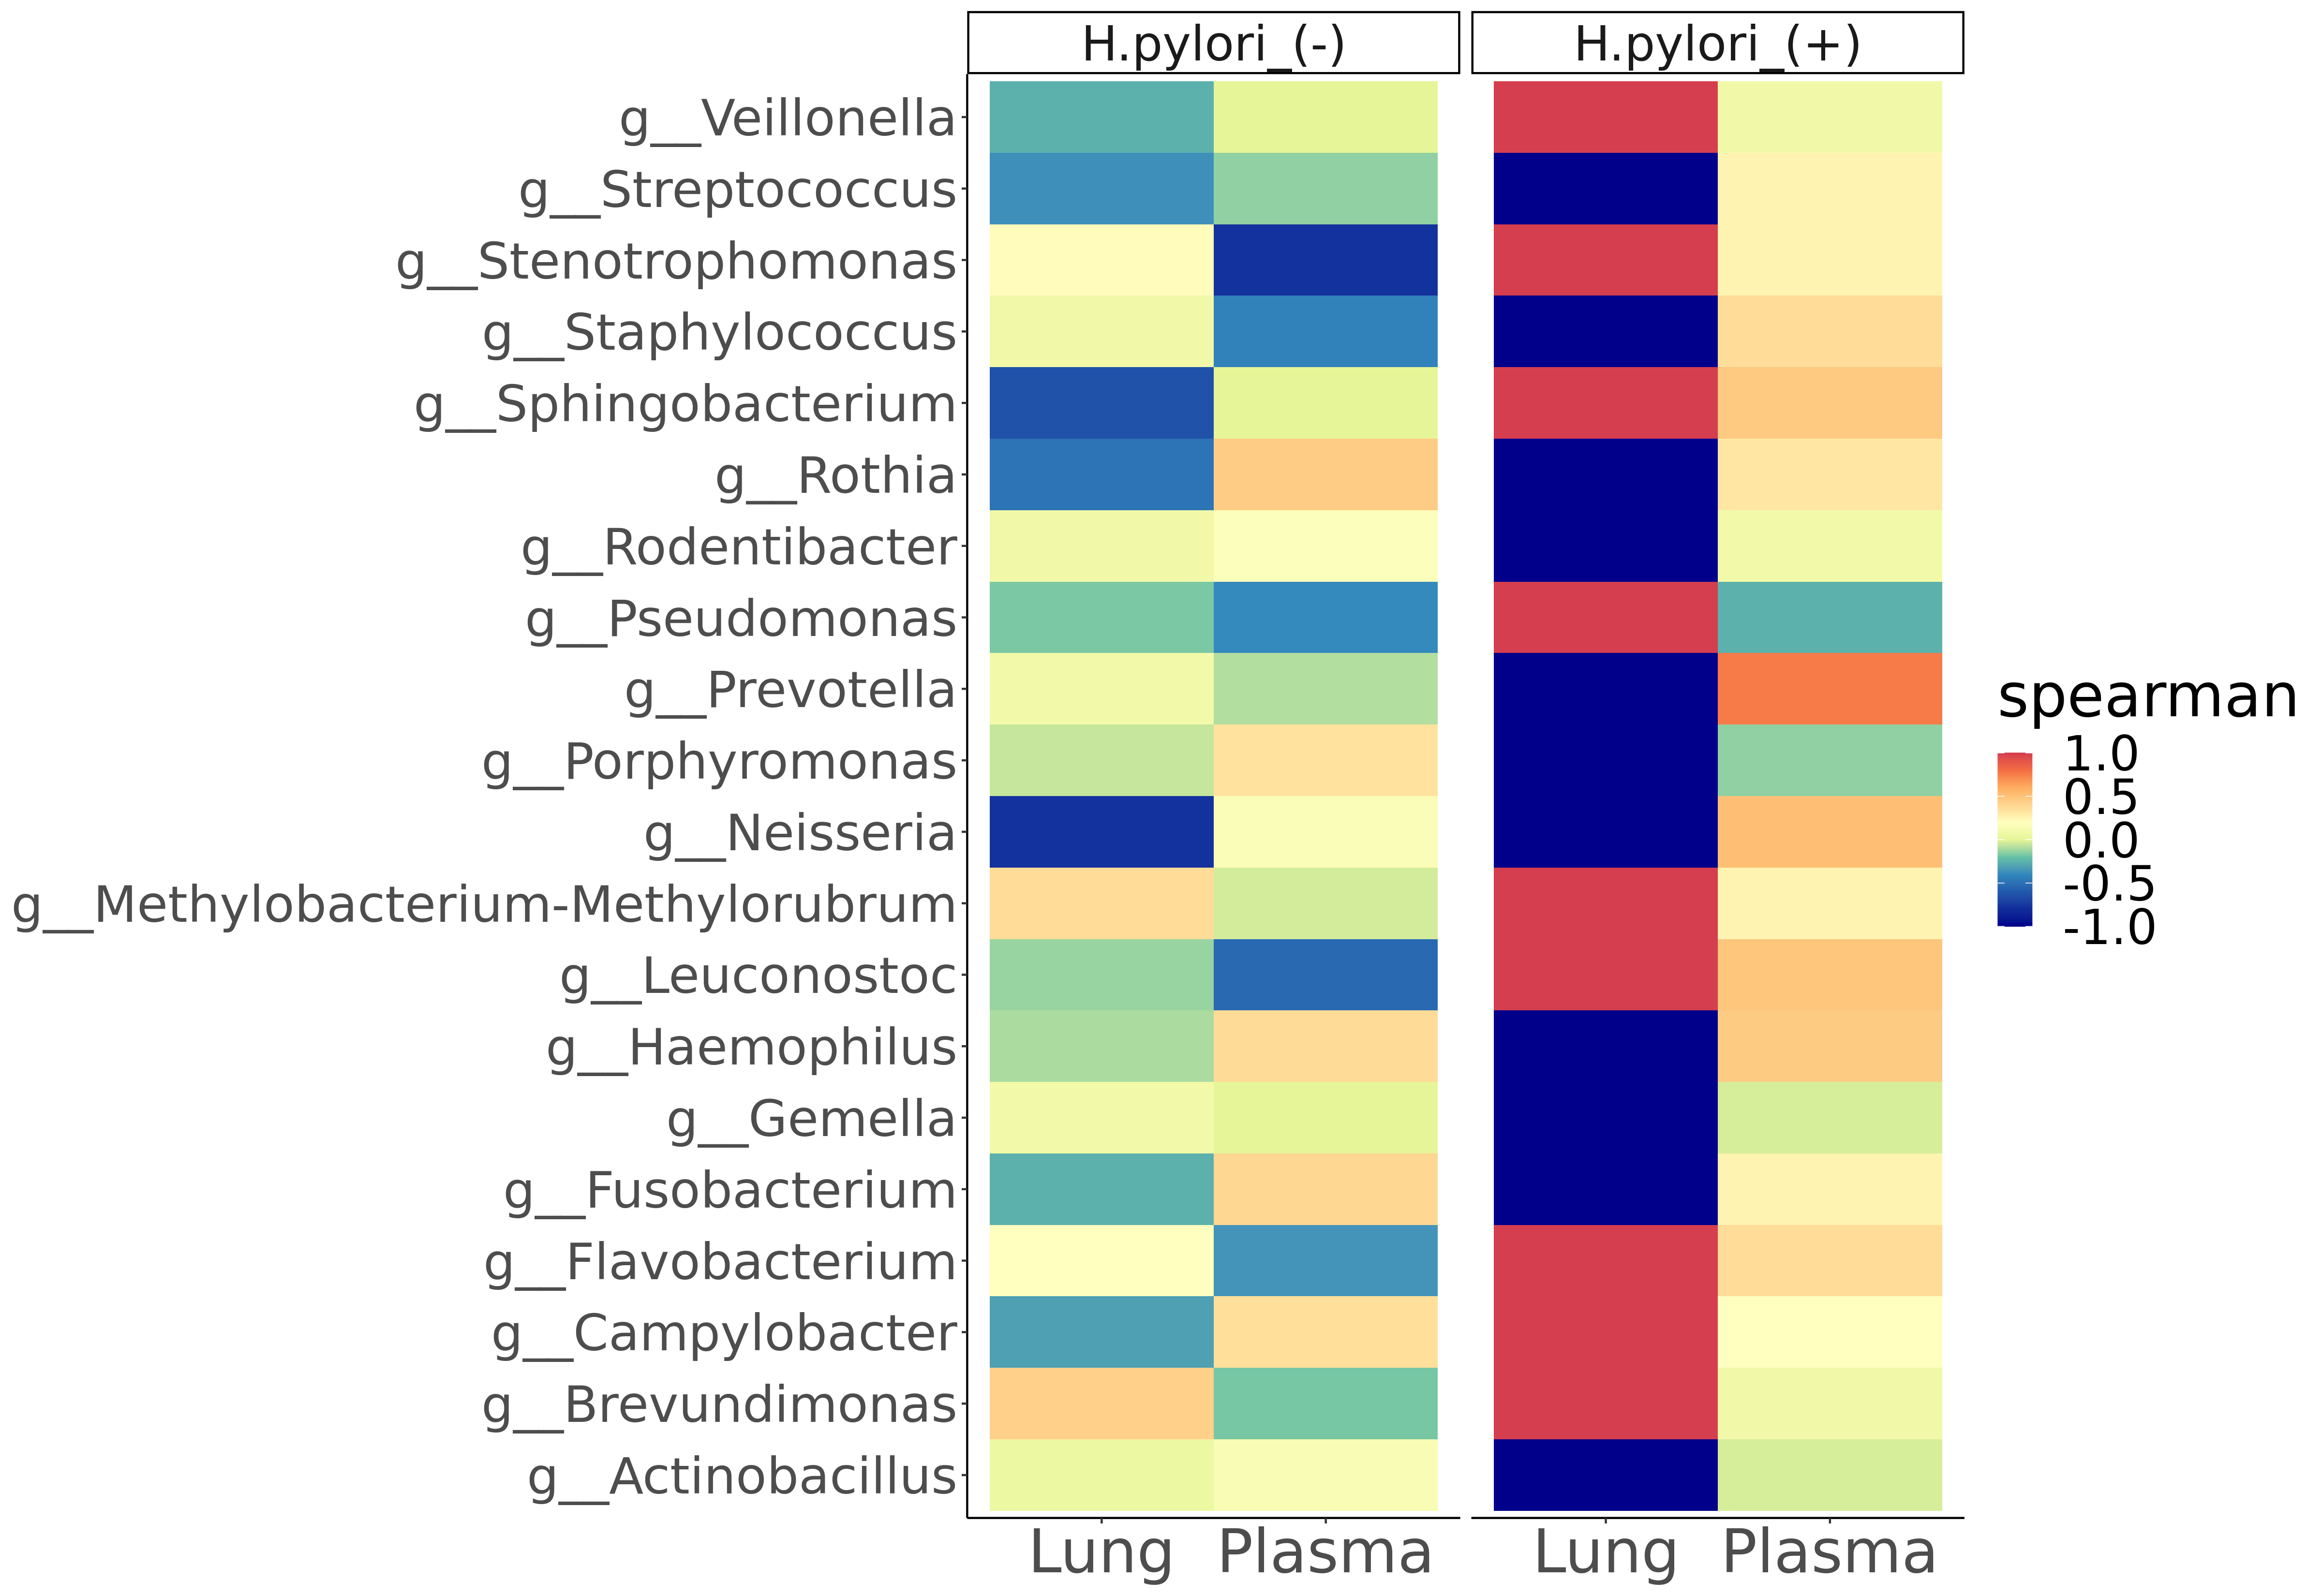 H.pylori_(-)
H.pylori_(+)
g__Veillonella
g__Streptococcus
g__Stenotrophomonas
g__Staphylococcus
g__Sphingobacterium
g__Rothia
g__Rodentibacter
g__Pseudomonas
g__Prevotella
g__Porphyromonas
g__Neisseria
g__Methylobacterium-Methylorubrum
g__Leuconostoc
g__Haemophilus
g__Gemella
g__Fusobacterium
g__Flavobacterium
g__Campylobacter
g__Brevundimonas
g__Actinobacillus
Lung Plasma
Lung Plasma
spearman
1.0
0.5
0.0
-0.5
-1.0